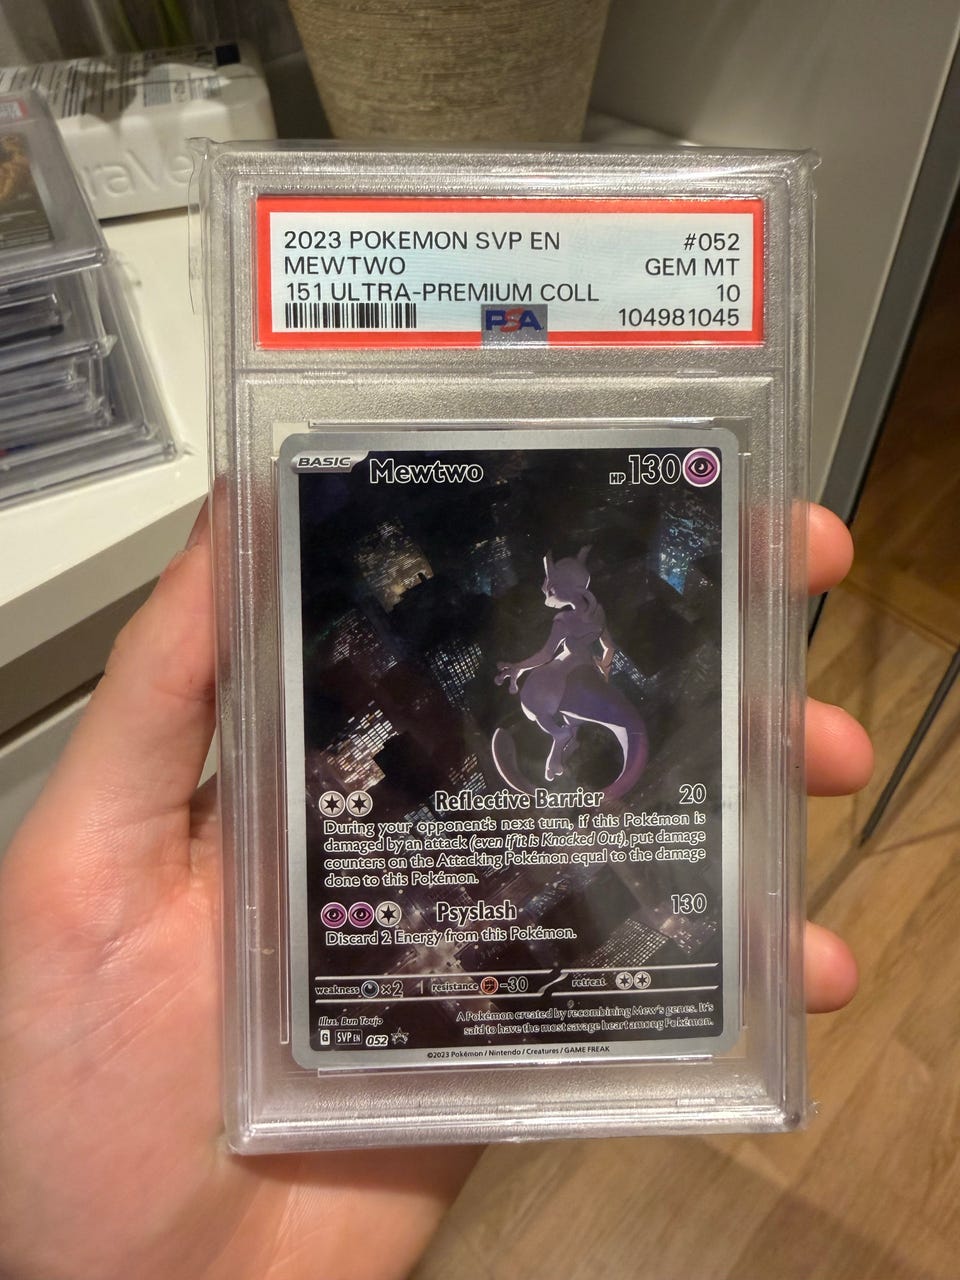 2023 POKEMON SVP EN #052
MEWTWO GEM MT
151 ULTRA-PREMIUM COLL 10
PSA 104981045
BASIC Mewtwo HP 130
Reflective Barrier 20
During your opponent's next turn, if this Pokémon is
damaged by an attack (even if it is Knocked Out), put damage
counters on the Attacking Pokémon equal to the damage
done to this Pokémon.
Psyslash 130
Discard 2 Energy from this Pokémon.
weakness ×2 resistance -30 retreat
Illus. Bun Toujo
A Pokémon created by recombining Mew's genes. It's
said to have the most savage heart among Pokémon.
G SVP EN 052
©2023 Pokémon / Nintendo / Creatures / GAME FREAK